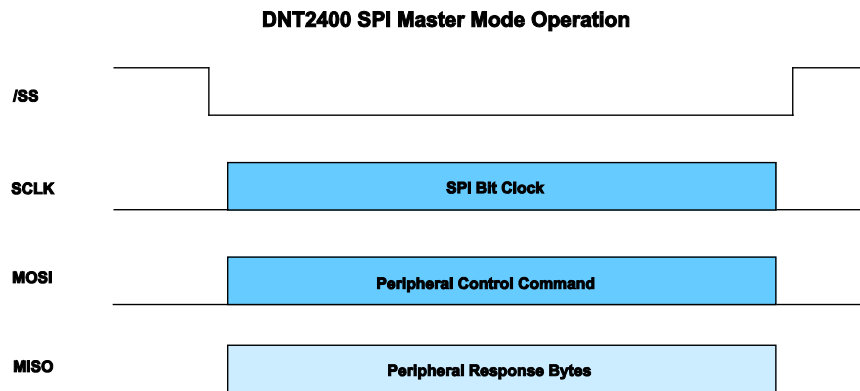 DNT2400 SPI Master Mode Operation
/SS
SCLK
SPI Bit Clock
MOSI
Peripheral Control Command
MISO
Peripheral Response Bytes